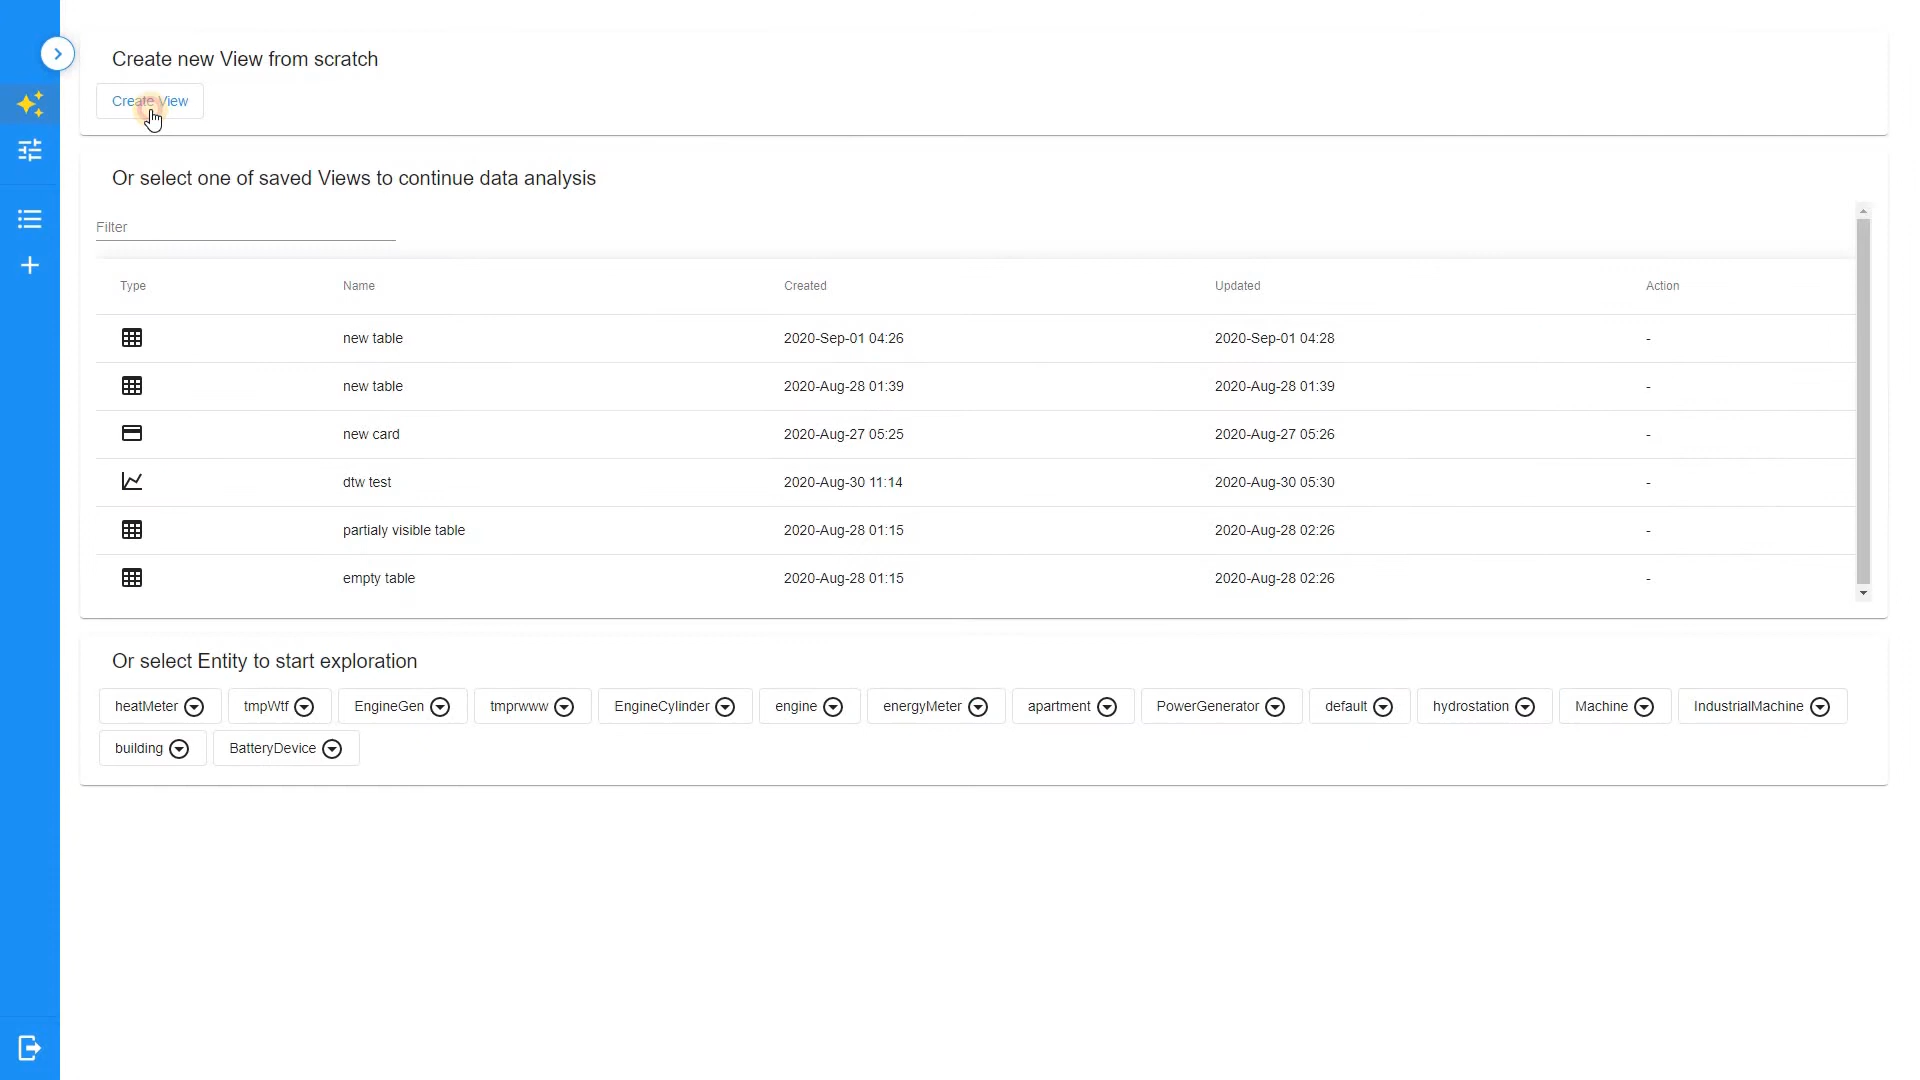 Create new View from scratch
Create View
Or select one of saved Views to continue data analysis
Filter
Type Name Created Updated Action
new table 2020-Sep-01 04:26 2020-Sep-01 04:28 -
new table 2020-Aug-28 01:39 2020-Aug-28 01:39 -
new card 2020-Aug-27 05:25 2020-Aug-27 05:26 -
dtw test 2020-Aug-30 11:14 2020-Aug-30 05:30 -
partialy visible table 2020-Aug-28 01:15 2020-Aug-28 02:26 -
empty table 2020-Aug-28 01:15 2020-Aug-28 02:26 -
Or select Entity to start exploration
heatMeter tmpWtf EngineGen tmprwww EngineCylinder engine energyMeter apartment PowerGenerator default hydrostation Machine IndustrialMachine
building BatteryDevice